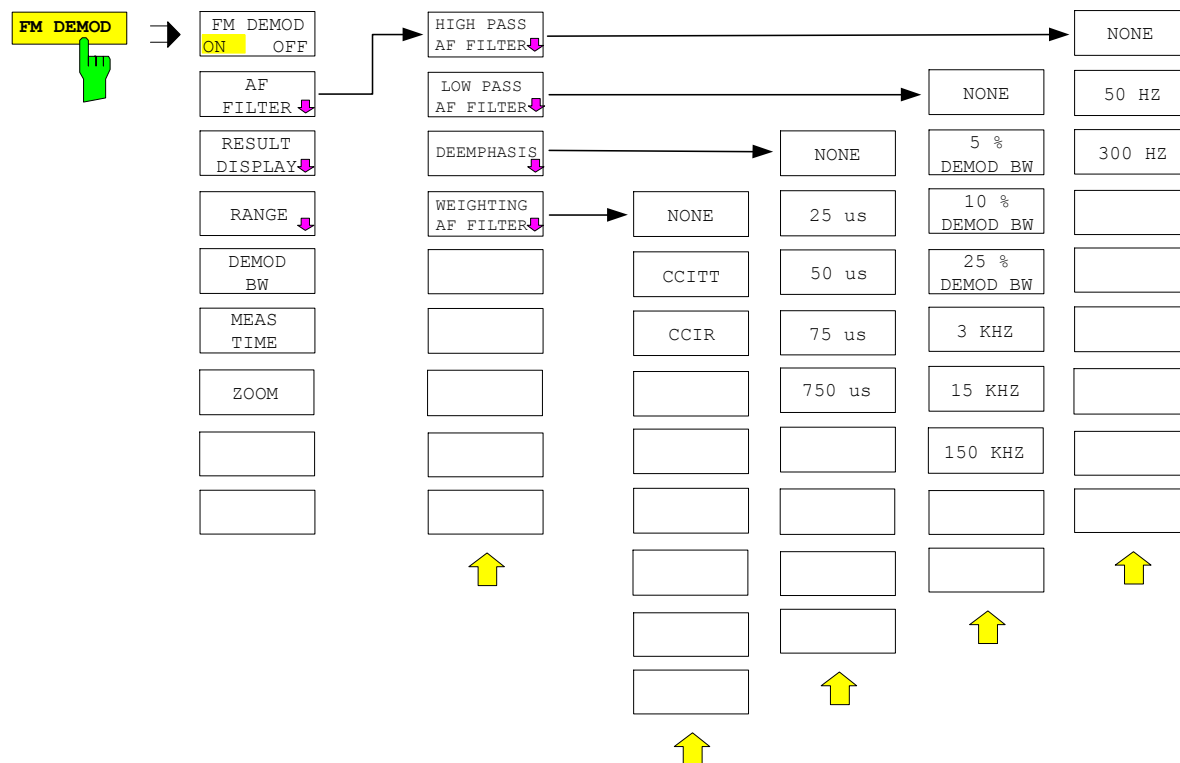 FM DEMOD
FM DEMOD
ON OFF
AF
FILTER
RESULT
DISPLAY
RANGE
DEMOD
BW
MEAS
TIME
ZOOM
HIGH PASS
AF FILTER
LOW PASS
AF FILTER
DEEMPHASIS
WEIGHTING
AF FILTER
NONE
CCITT
CCIR
NONE
25 us
50 us
75 us
750 us
NONE
5 %
DEMOD BW
10 %
DEMOD BW
25 %
DEMOD BW
3 KHZ
15 KHZ
150 KHZ
NONE
50 HZ
300 HZ